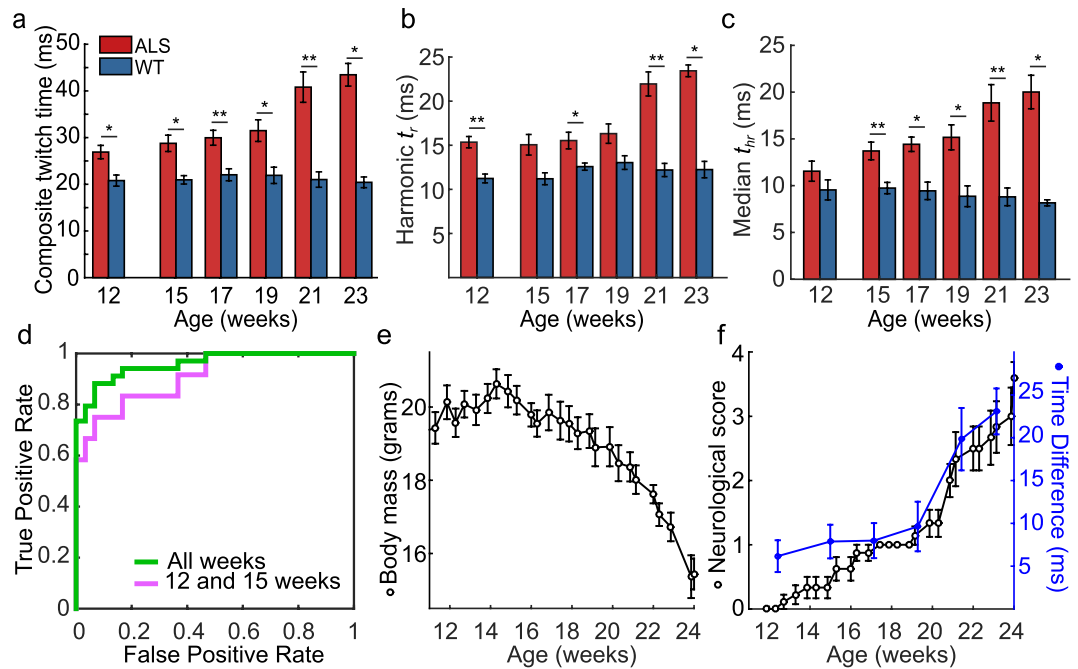 a
Composite twitch time (ms)
50
40
30
20
10
0
ALS
WT
*
*
**
*
**
*
12 15 17 19 21 23
Age (weeks)
b
Harmonic tr (ms)
25
20
15
10
5
**
*
**
*
12 15 17 19 21 23
Age (weeks)
c
Median thr (ms)
25
20
15
10
5
**
*
*
**
*
12 15 17 19 21 23
Age (weeks)
d
True Positive Rate
1
0.8
0.6
0.4
0.2
0
All weeks
12 and 15 weeks
0 0.2 0.4 0.6 0.8 1
False Positive Rate
e
Body mass (grams)
20
18
16
12 14 16 18 20 22 24
Age (weeks)
f
Neurological score
4
3
2
1
0
Time Difference (ms)
25
20
15
10
5
12 14 16 18 20 22 24
Age (weeks)